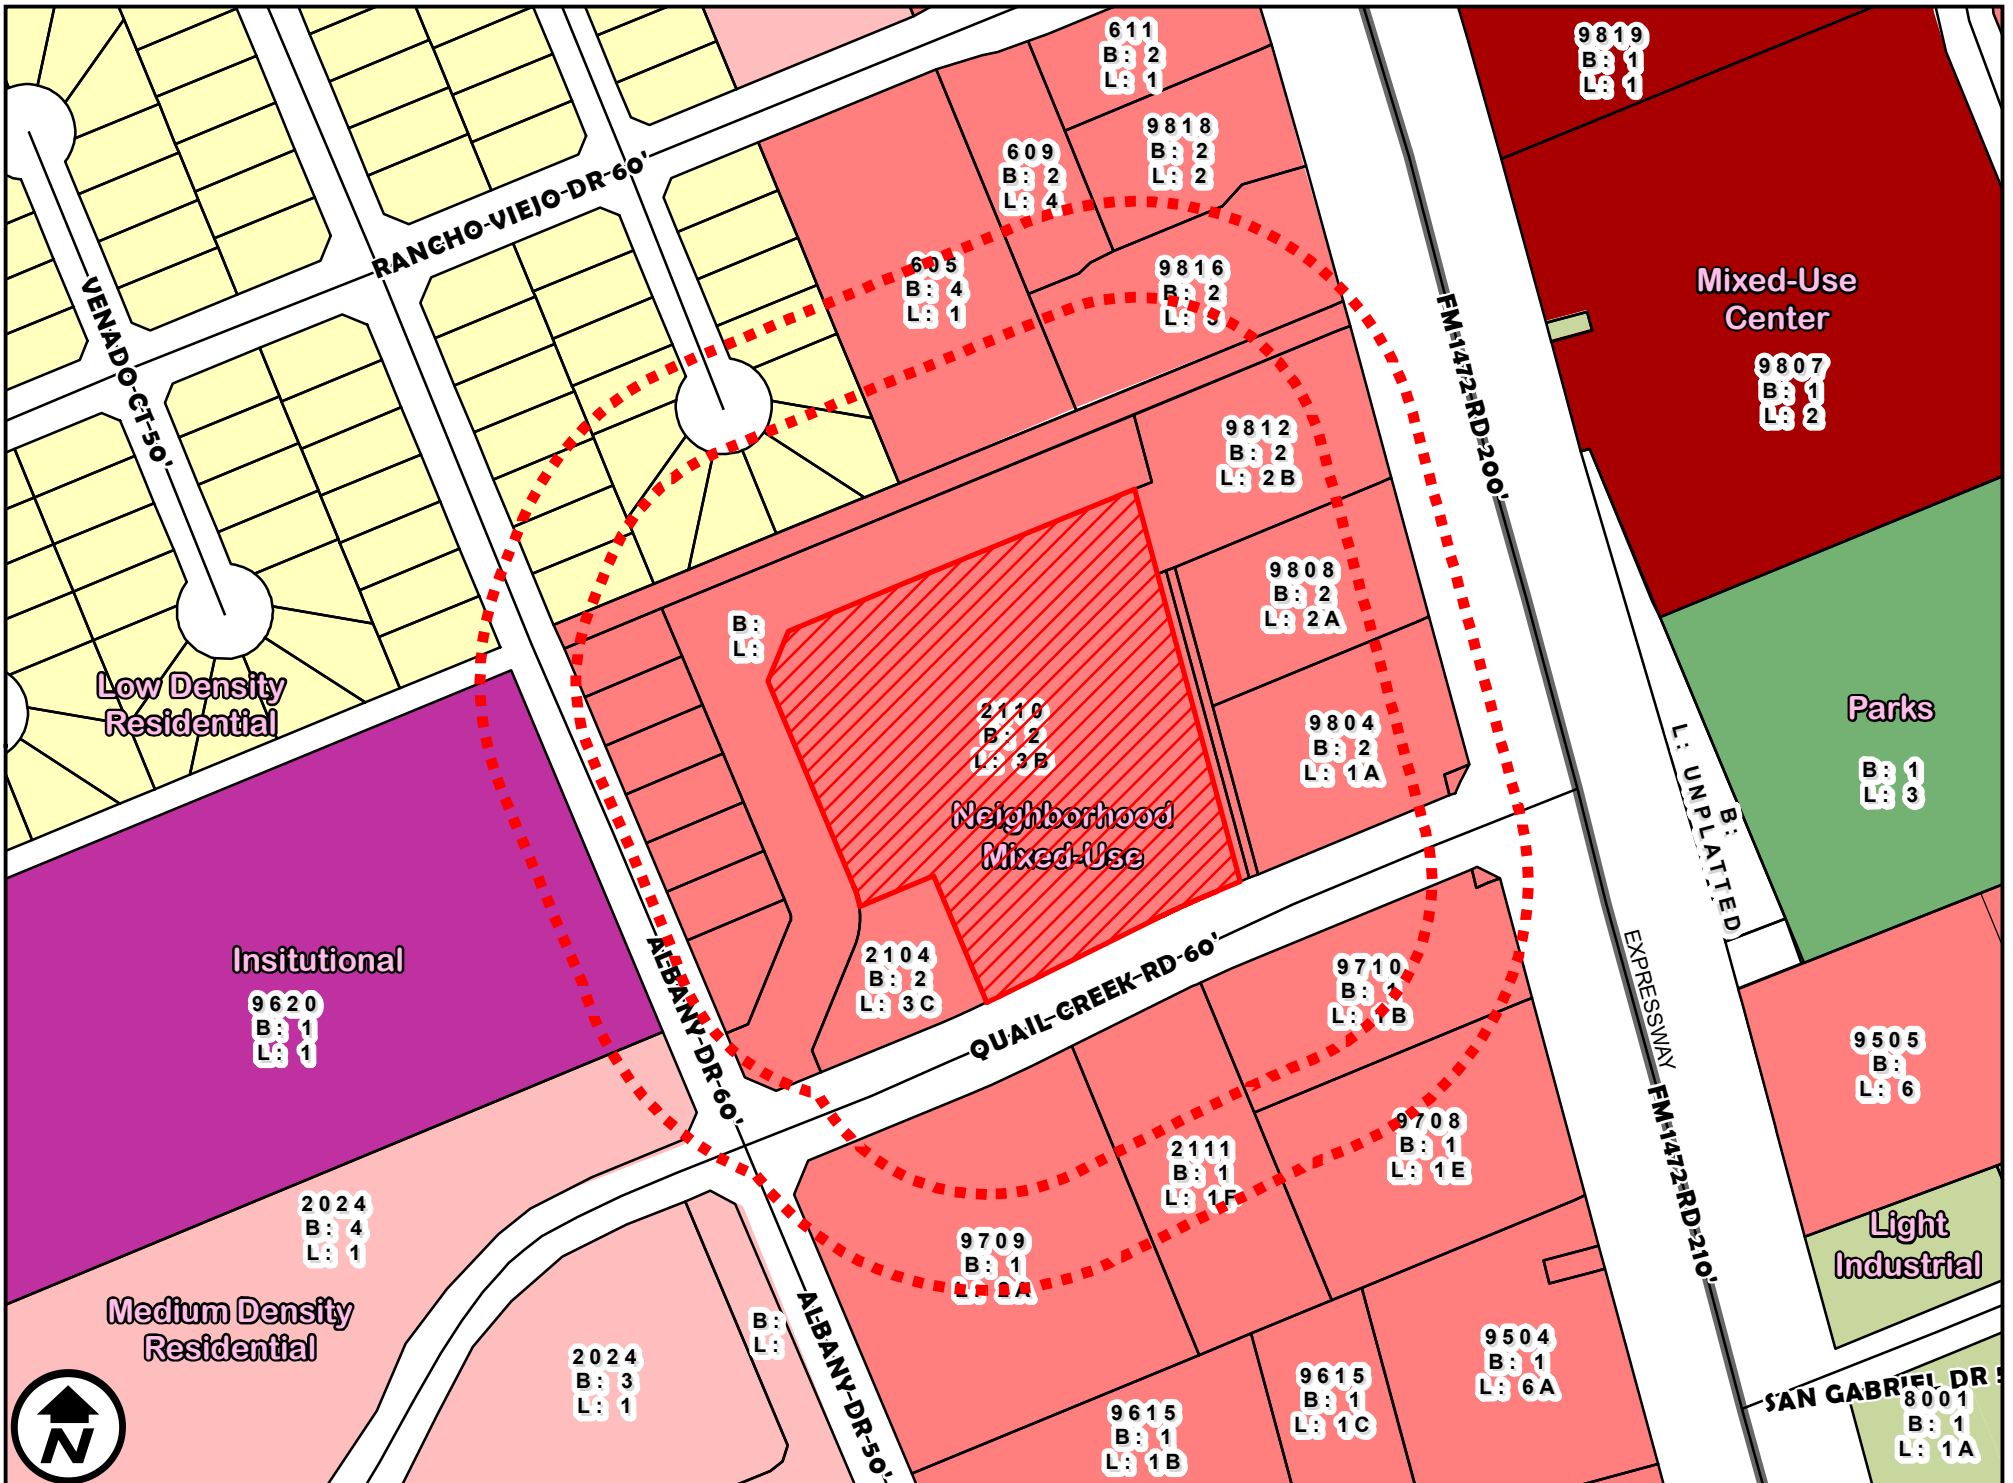 611
B: 2
L: 1
9819
B: 1
L: 1
609
B: 2
L: 4
9818
B: 2
L: 2
RANCHO VIEJO DR 60'
605
B: 4
L: 1
9816
B: 2
L: 3
Mixed-Use
Center
9807
B: 1
L: 2
VENADO CT 50'
FM 1472 RD 200'
9812
B: 2
L: 2B
9808
B: 2
L: 2A
B:
L:
Low Density
Residential
2110
B: 2
L: 3B
9804
B: 2
L: 1A
Parks
B: 1
L: 3
Neighborhood
Mixed-Use
B:
L: UNPLATTED
Insitutional
9620
B: 1
L: 1
ALBANY DR 60'
2104
B: 2
L: 3C
QUAIL CREEK RD 60'
9710
B: 1
L: 1B
EXPRESSWAY
9505
B:
L: 6
9708
B: 1
L: 1E
2111
B: 1
L: 1F
FM 1472 RD 210'
2024
B: 4
L: 1
9709
B: 1
L: 2A
Light
Industrial
Medium Density
Residential
B:
L:
ALBANY DR 50'
2024
B: 3
L: 1
9504
B: 1
L: 6A
9615
B: 1
L: 1C
9615
B: 1
L: 1B
SAN GABRIEL DR
8001
B: 1
L: 1A
N